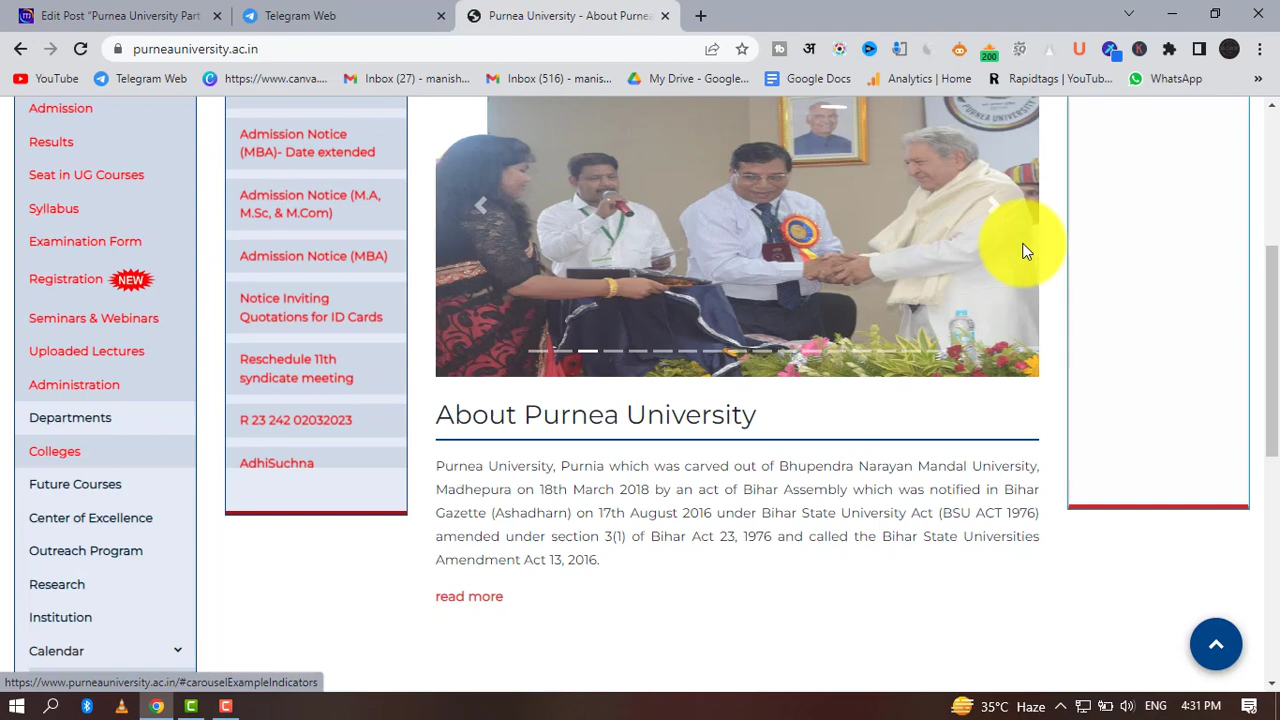 Edit Post "Purnea University Part
Telegram Web
Purnea University - About Purnea
purneauniversity.ac.in
अ
200
YouTube
Telegram Web
https://www.canva....
Inbox (27) - manish...
Inbox (516) - manis...
My Drive - Google...
Google Docs
Analytics | Home
Rapidtags | YouTub...
WhatsApp
Admission
Results
Seat in UG Courses
Syllabus
Examination Form
Registration NEW
Seminars & Webinars
Uploaded Lectures
Administration
Departments
Colleges
Future Courses
Center of Excellence
Outreach Program
Research
Institution
Calendar
Admission Notice
(MBA)- Date extended
Admission Notice (M.A,
M.Sc, & M.Com)
Admission Notice (MBA)
Notice Inviting
Quotations for ID Cards
Reschedule 11th
syndicate meeting
R 23 242 02032023
AdhiSuchna
About Purnea University
Purnea University, Purnia which was carved out of Bhupendra Narayan Mandal University,
Madhepura on 18th March 2018 by an act of Bihar Assembly which was notified in Bihar
Gazette (Ashadharn) on 17th August 2016 under Bihar State University Act (BSU ACT 1976)
amended under section 3(1) of Bihar Act 23, 1976 and called the Bihar State Universities
Amendment Act 13, 2016.
read more
https://www.purneauniversity.ac.in/#carouselExampleIndicators
35°C Haze
ENG
4:31 PM